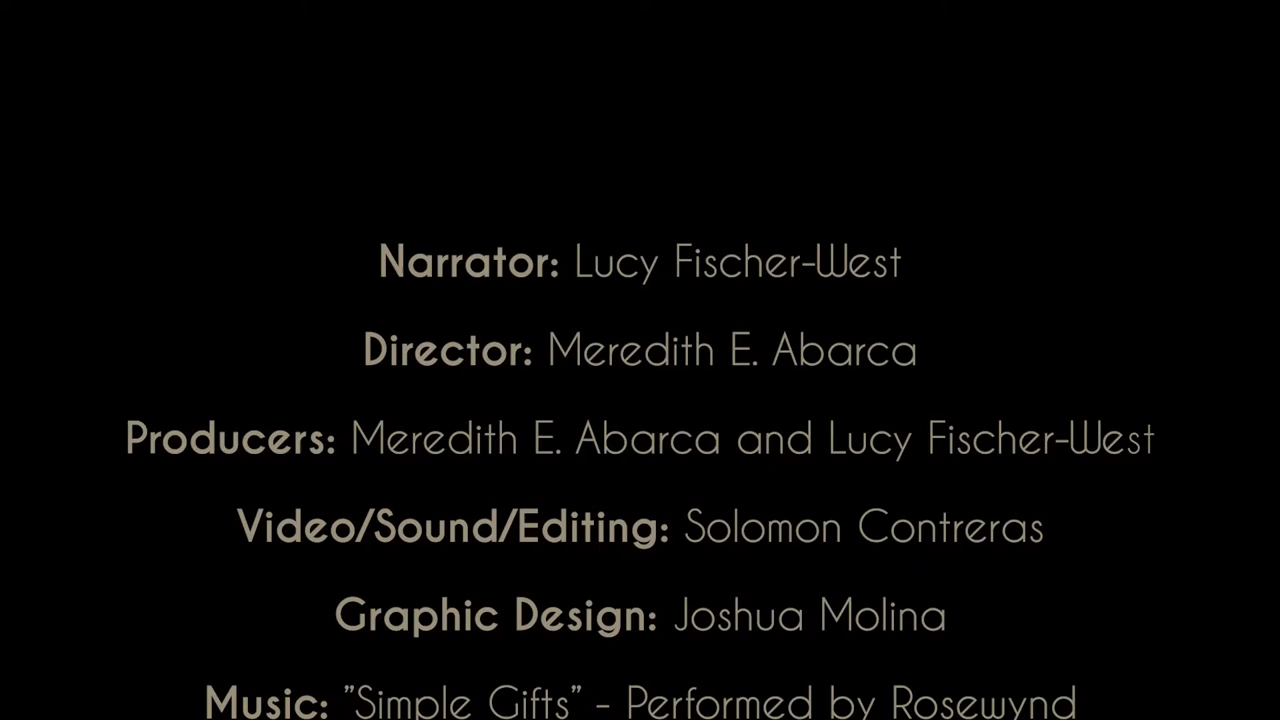 Narrator: Lucy Fischer-West
Director: Meredith E. Abarca
Producers: Meredith E. Abarca and Lucy Fischer-West
Video/Sound/Editing: Solomon Contreras
Graphic Design: Joshua Molina
Music: "Simple Gifts" - Performed by Rosewynd